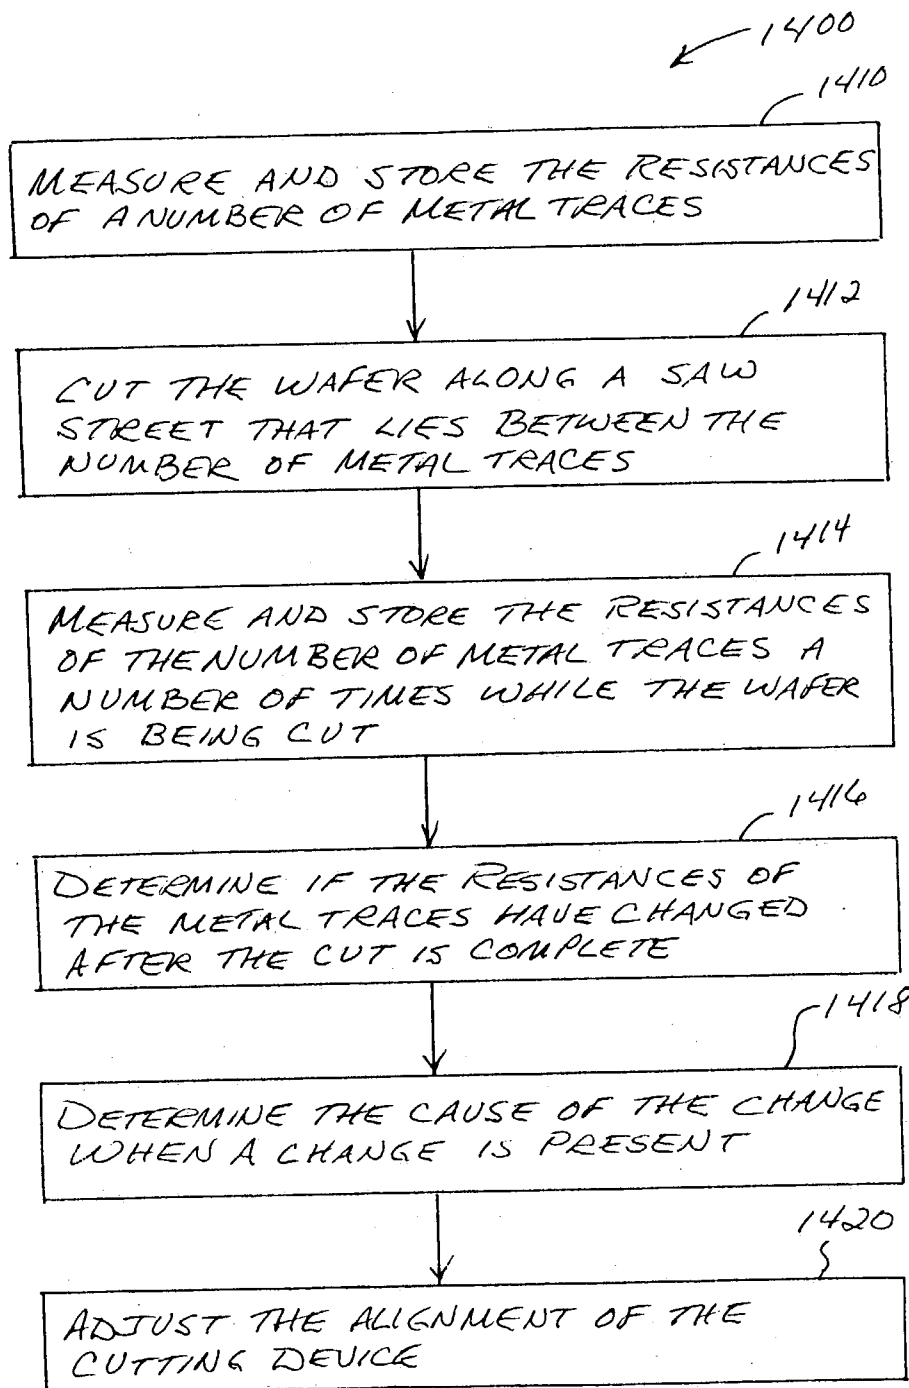 1400
1410
MEASURE AND STORE THE RESISTANCES
OF A NUMBER OF METAL TRACES
1412
CUT THE WAFER ALONG A SAW
STREET THAT LIES BETWEEN THE
NUMBER OF METAL TRACES
1414
MEASURE AND STORE THE RESISTANCES
OF THE NUMBER OF METAL TRACES A
NUMBER OF TIMES WHILE THE WAFER
IS BEING CUT
1416
DETERMINE IF THE RESISTANCES OF
THE METAL TRACES HAVE CHANGED
AFTER THE CUT IS COMPLETE
1418
DETERMINE THE CAUSE OF THE CHANGE
WHEN A CHANGE IS PRESENT
1420
ADJUST THE ALIGNMENT OF THE
CUTTING DEVICE